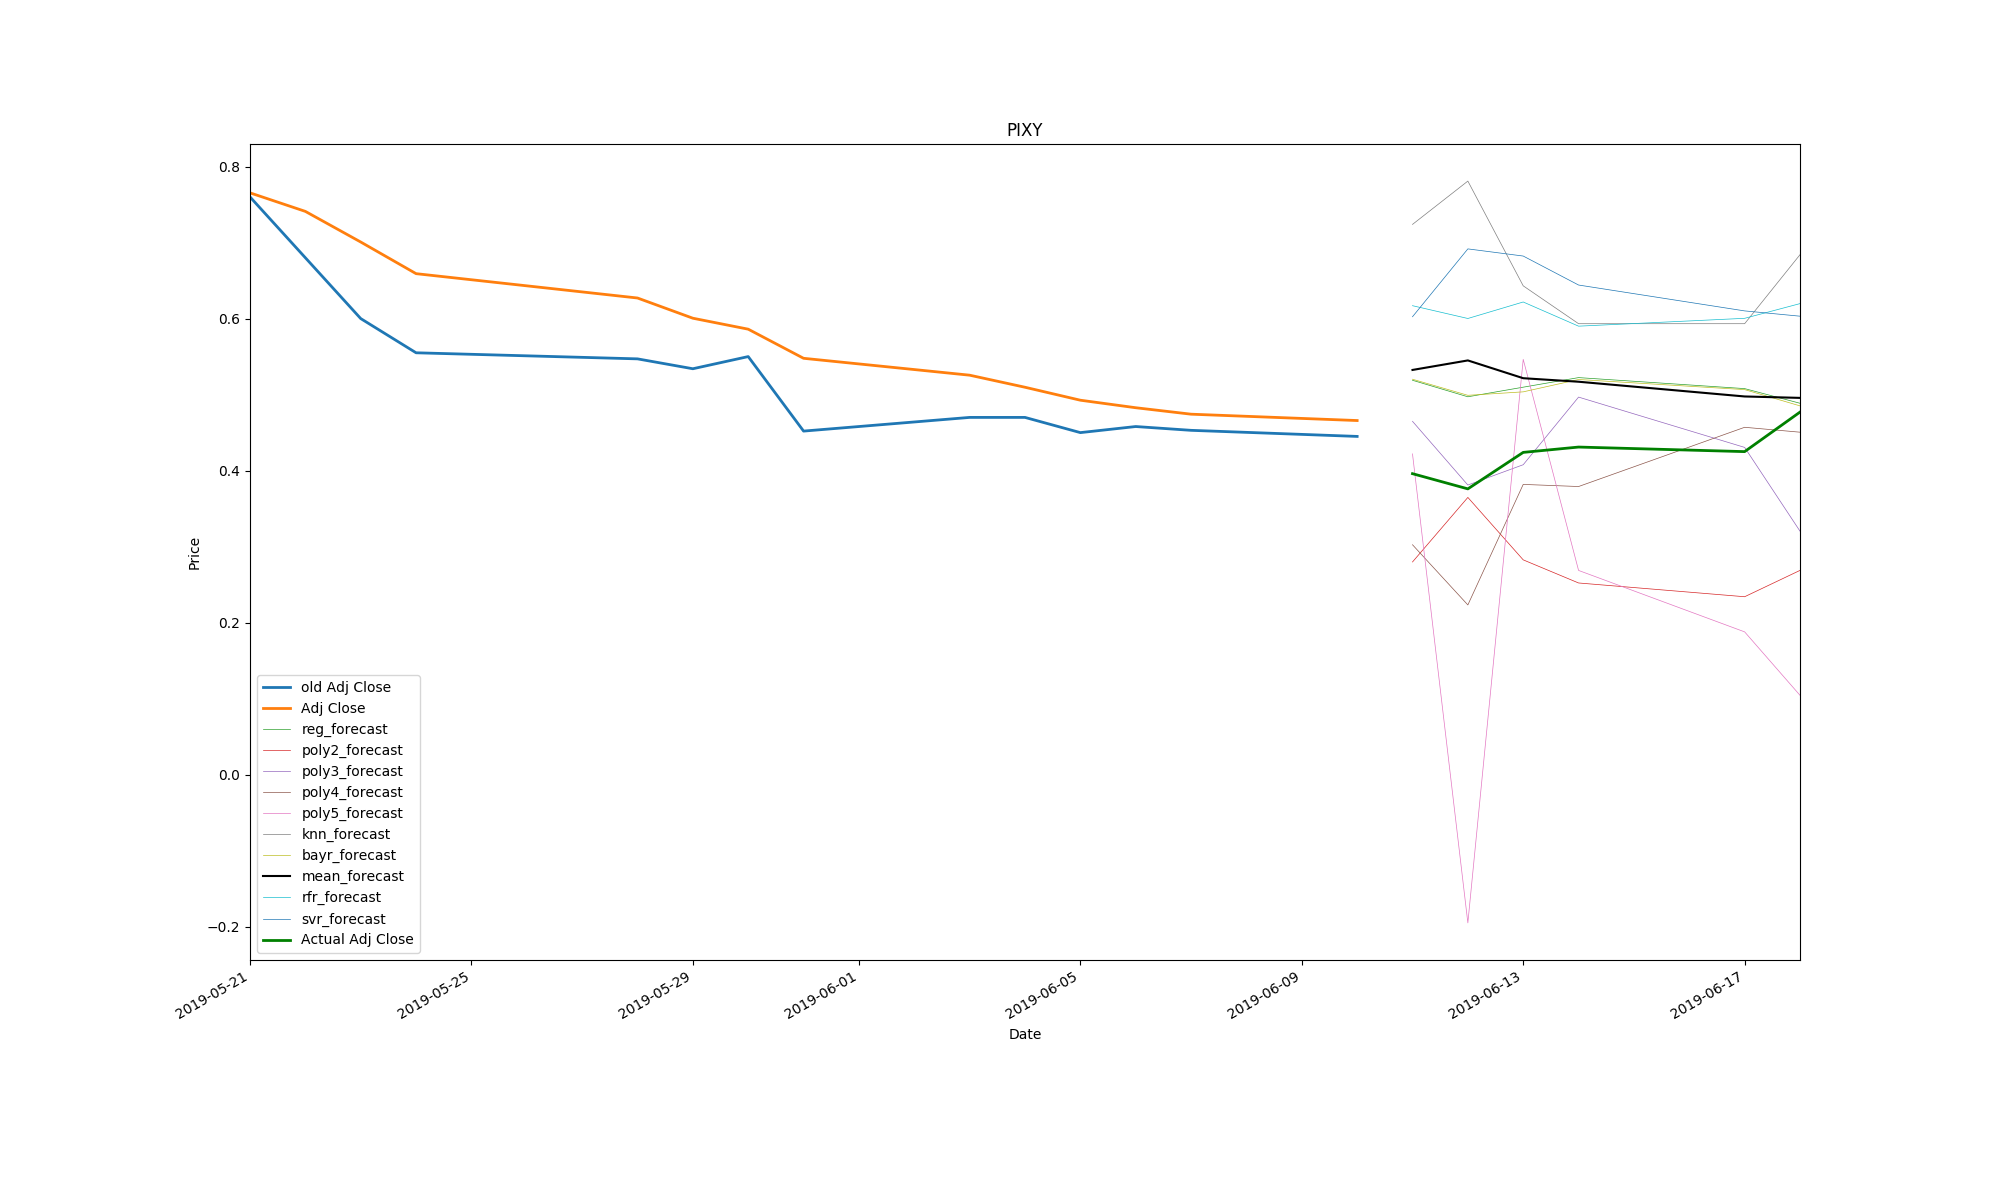 PIXY
0.8
0.6
0.4
0.2
0.0
−0.2
Price
old Adj Close
Adj Close
reg_forecast
poly2_forecast
poly3_forecast
poly4_forecast
poly5_forecast
knn_forecast
bayr_forecast
mean_forecast
rfr_forecast
svr_forecast
Actual Adj Close
2019-05-21
2019-05-25
2019-05-29
2019-06-01
2019-06-05
2019-06-09
2019-06-13
2019-06-17
Date